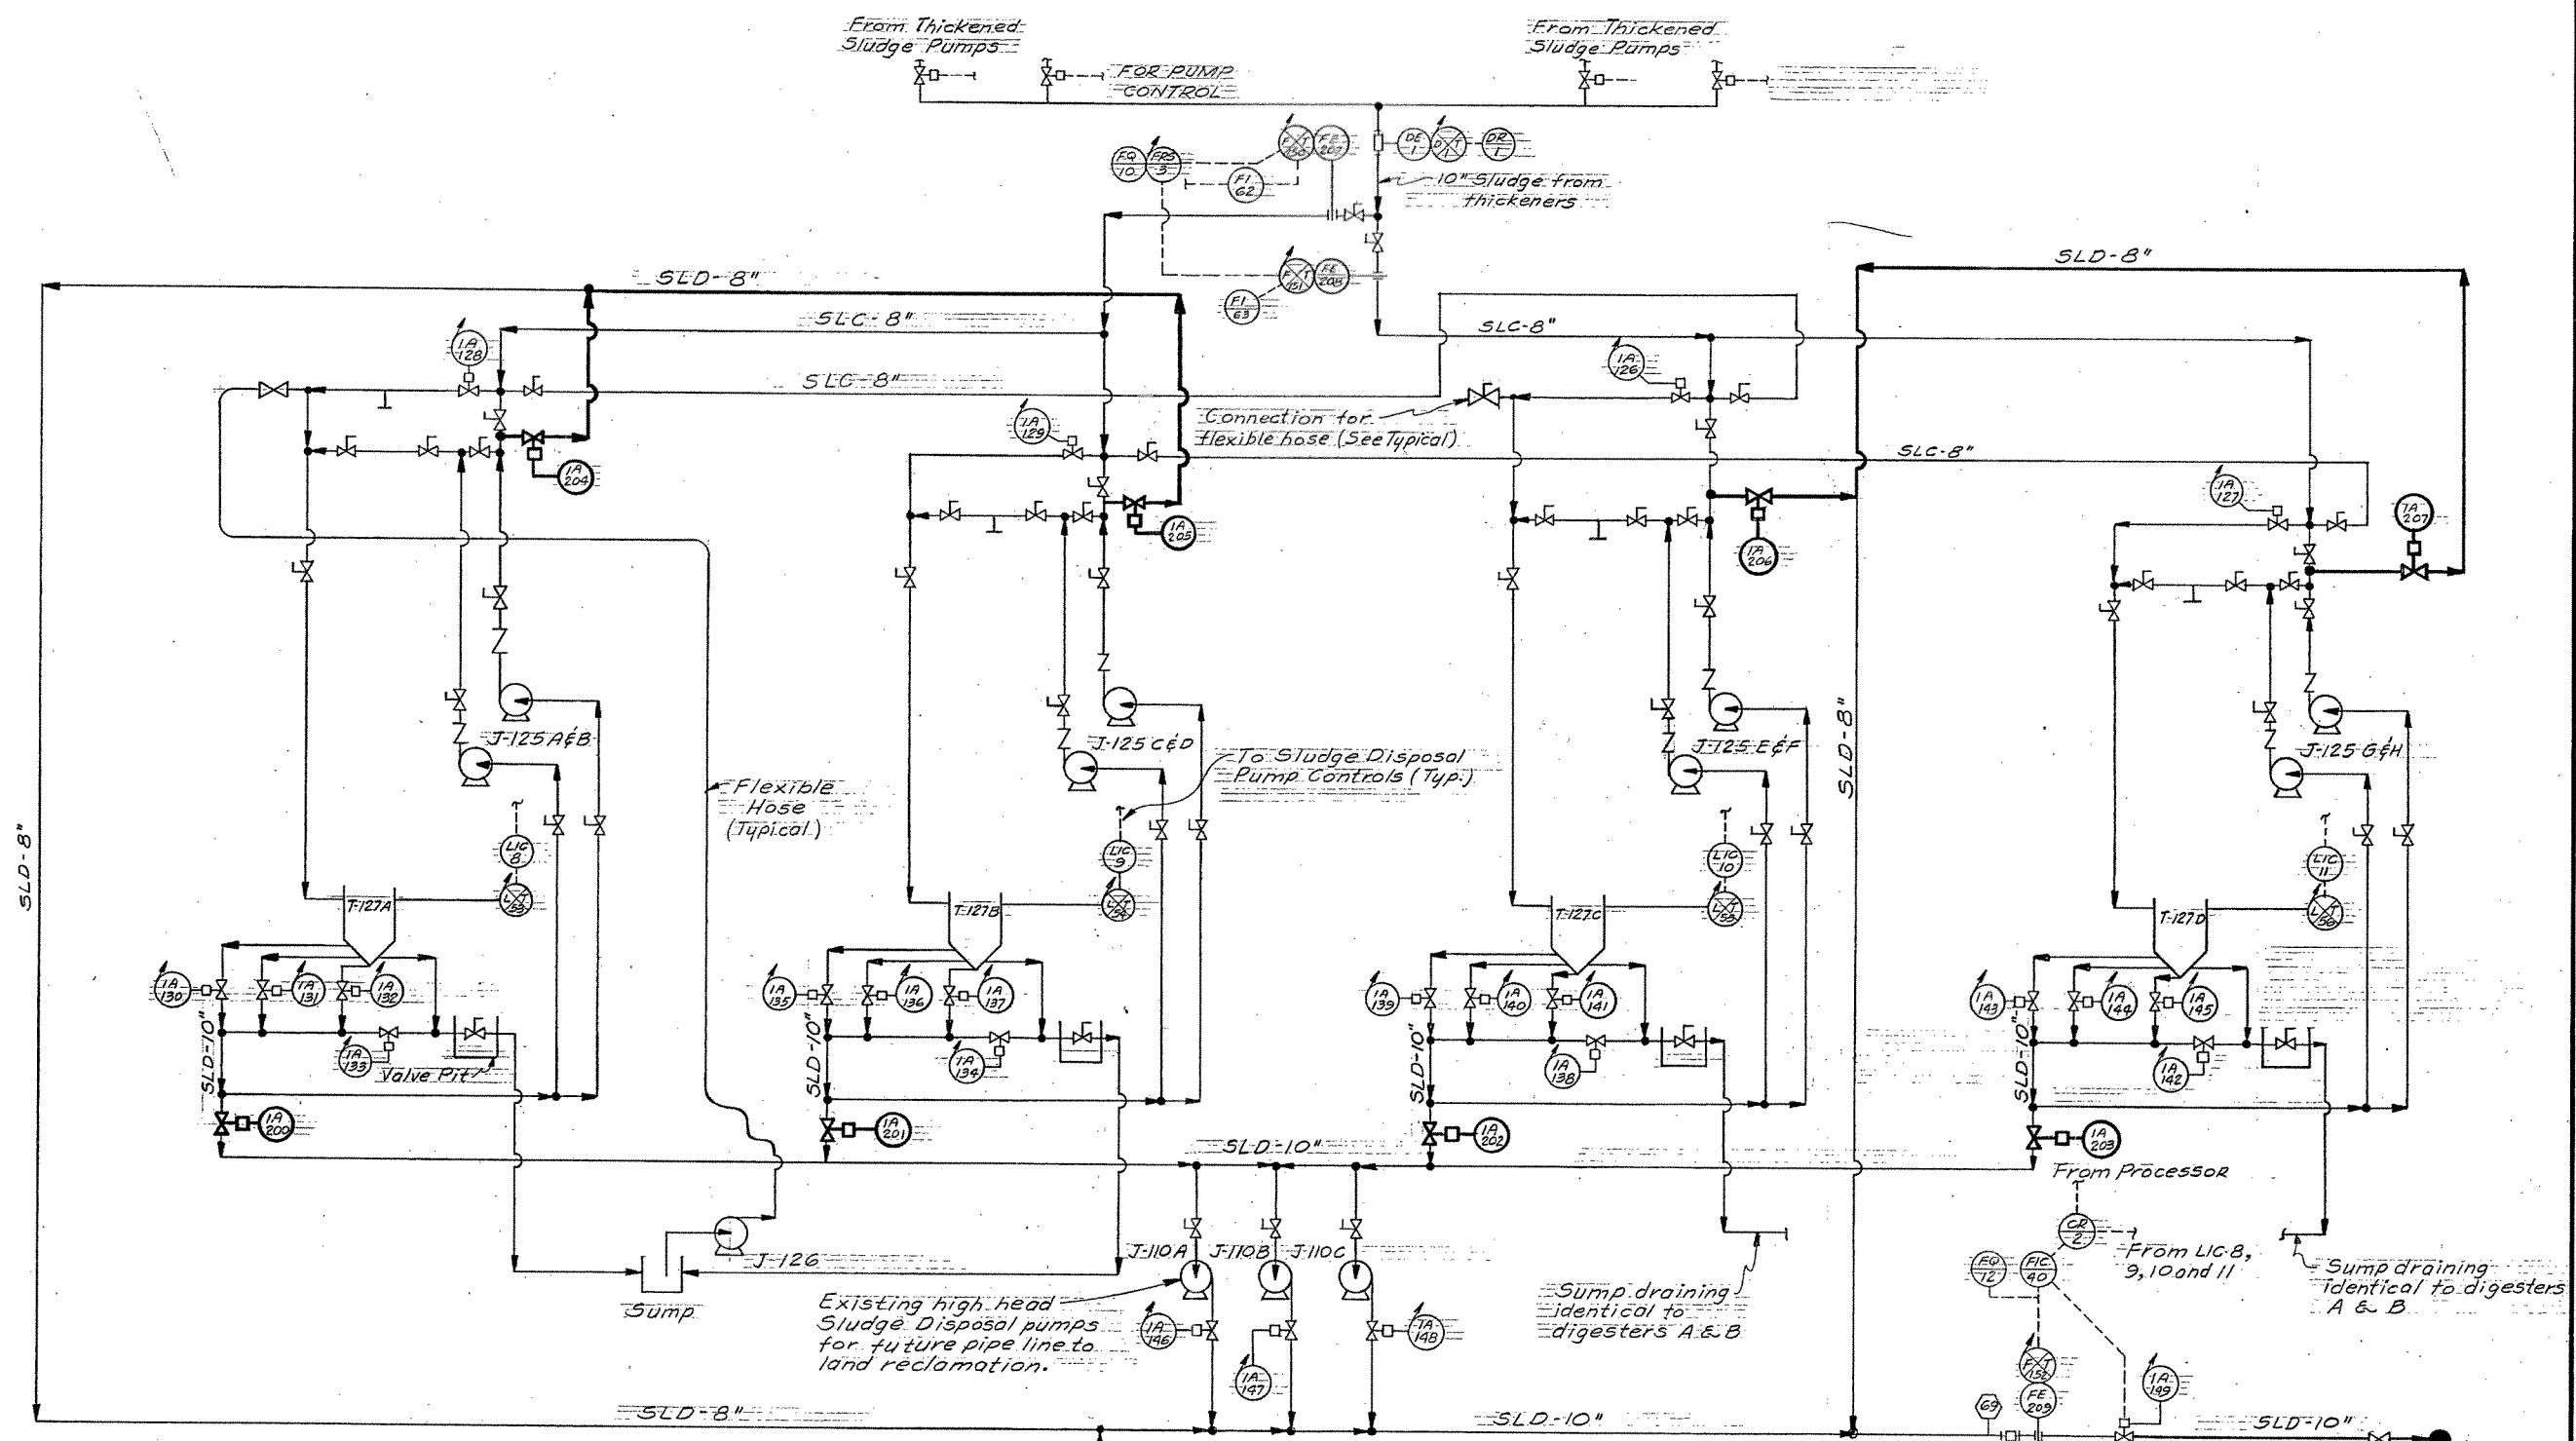 From Thickened
Sludge Pumps
From Thickened
Sludge Pumps
FOR PUMP
CONTROL
FQ
10
FRS
3
F T
150
FE
207
FI
62
DE
1
D T
1
DR
1
10" Sludge from
thickeners
F T
151
FE
208
FI
63
SLD-8"
SLD-8"
SLC-8"
SLC-8"
SLC-8"
SLC-8"
IA
128
IA
126
IA
129
IA
127
Connection for
flexible hose (See Typical)
IA
204
IA
205
IA
206
IA
207
J-125 A&B
J-125 C&D
J-125 E&F
J-125 G&H
To Sludge Disposal
Pump Controls (Typ.)
Flexible
Hose
(Typical)
SLD-8"
SLD-8"
LIC
8
LIC
9
LIC
10
LIC
11
L T
53
L T
54
L T
55
L T
56
T-127A
T-127B
T-127C
T-127D
IA
130
IA
131
IA
132
IA
133
IA
135
IA
136
IA
137
IA
134
IA
139
IA
140
IA
141
IA
138
IA
143
IA
144
IA
145
IA
142
SLD-10"
SLD-10"
SLD-10"
SLD-10"
Valve Pit
IA
200
IA
201
IA
202
IA
203
SLD-10"
From Processor
CR
2
From LIC-8,
9, 10 and 11
FQ
12
FIC
40
J-126
Sump
J-110A
J-110B
J-110C
Existing high head
Sludge Disposal pumps
for future pipe line to
land reclamation.
IA
146
IA
147
IA
148
Sump draining
identical to
digesters A & B
Sump draining
identical to digesters
A & B
F T
152
FE
209
IA
149
69
SLD-8"
SLD-10"
SLD-10"